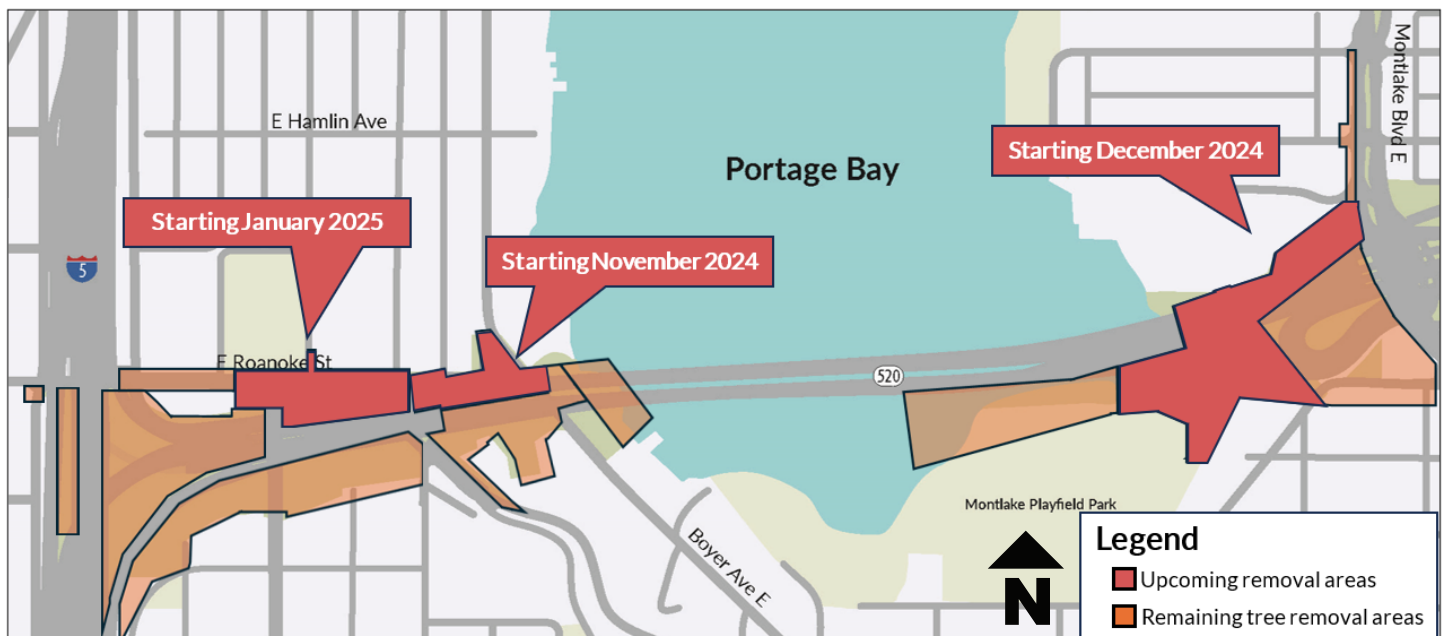 Montlake Blvd E
E Hamlin Ave
Starting December 2024
Portage Bay
Starting January 2025
Starting November 2024
5
E Roanoke St
520
Montlake Playfield Park
Boyer Ave E
N
Legend
Upcoming removal areas
Remaining tree removal areas